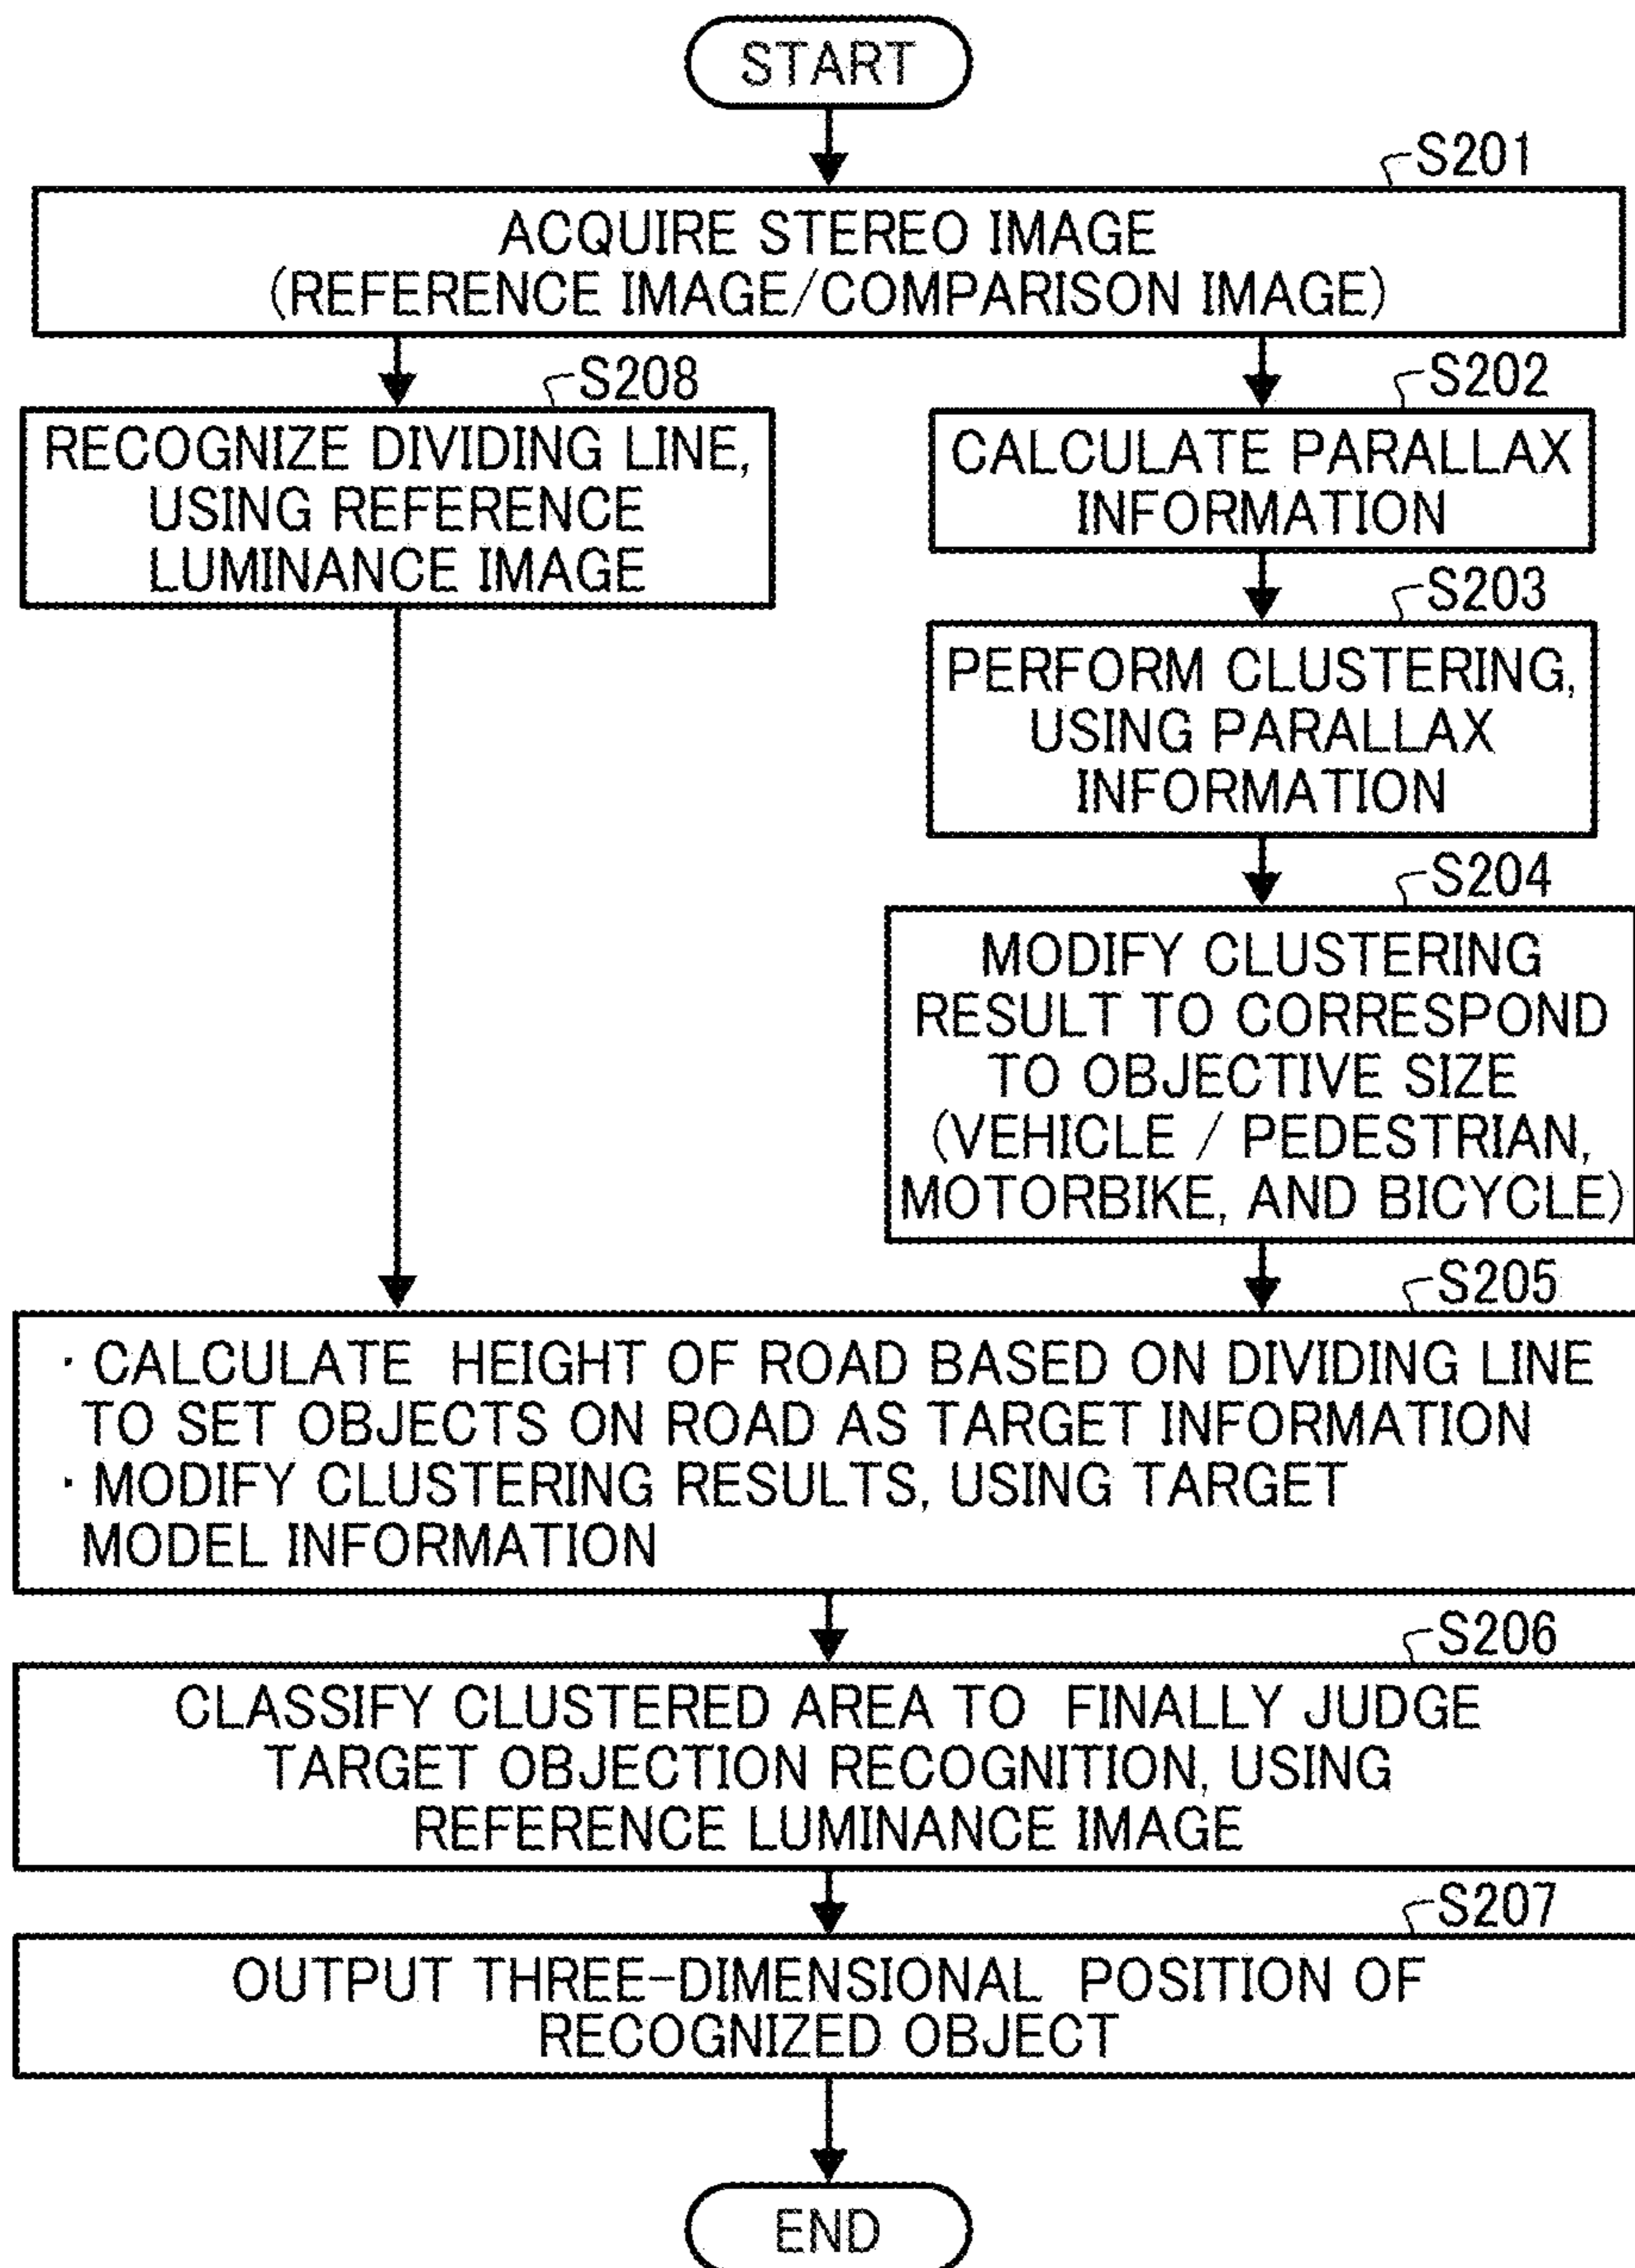 START
S201
ACQUIRE STEREO IMAGE
(REFERENCE IMAGE/COMPARISON IMAGE)
S208
RECOGNIZE DIVIDING LINE,
USING REFERENCE
LUMINANCE IMAGE
S202
CALCULATE PARALLAX
INFORMATION
S203
PERFORM CLUSTERING,
USING PARALLAX
INFORMATION
S204
MODIFY CLUSTERING
RESULT TO CORRESPOND
TO OBJECTIVE SIZE
(VEHICLE / PEDESTRIAN,
MOTORBIKE, AND BICYCLE)
S205
· CALCULATE HEIGHT OF ROAD BASED ON DIVIDING LINE
TO SET OBJECTS ON ROAD AS TARGET INFORMATION
· MODIFY CLUSTERING RESULTS, USING TARGET
MODEL INFORMATION
S206
CLASSIFY CLUSTERED AREA TO FINALLY JUDGE
TARGET OBJECTION RECOGNITION, USING
REFERENCE LUMINANCE IMAGE
S207
OUTPUT THREE-DIMENSIONAL POSITION OF
RECOGNIZED OBJECT
END